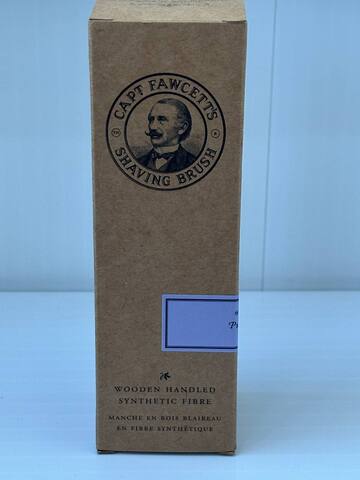 CAPT FAWCETT'S
SHAVING BRUSH
WOODEN HANDLED
SYNTHETIC FIBRE
MANCHE EN BOIS BLAIREAU
EN FIBRE SYNTHÉTIQUE